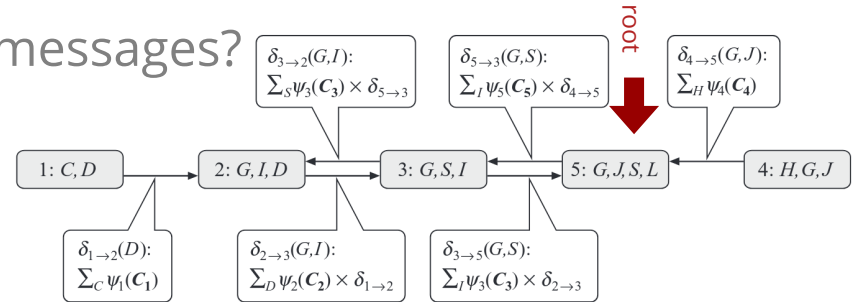 messages?
root
δ3→2(G,I):
∑S ψ3(C3) × δ5→3
δ5→3(G,S):
∑I ψ5(C5) × δ4→5
δ4→5(G,J):
∑H ψ4(C4)
1: C,D
2: G,I,D
3: G,S,I
5: G,J,S,L
4: H,G,J
δ1→2(D):
∑C ψ1(C1)
δ2→3(G,I):
∑D ψ2(C2) × δ1→2
δ3→5(G,S):
∑I ψ3(C3) × δ2→3